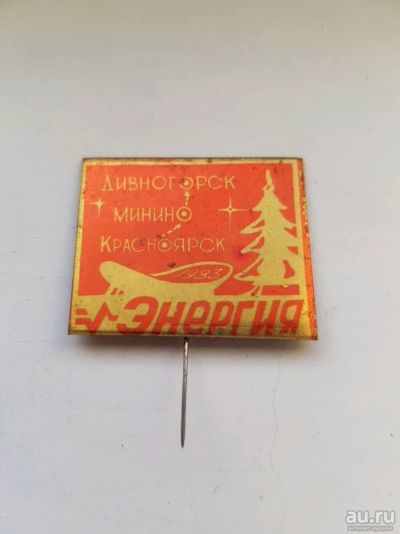 Дивногорск
минино
Красноярск
1983
Энергия
au.ru